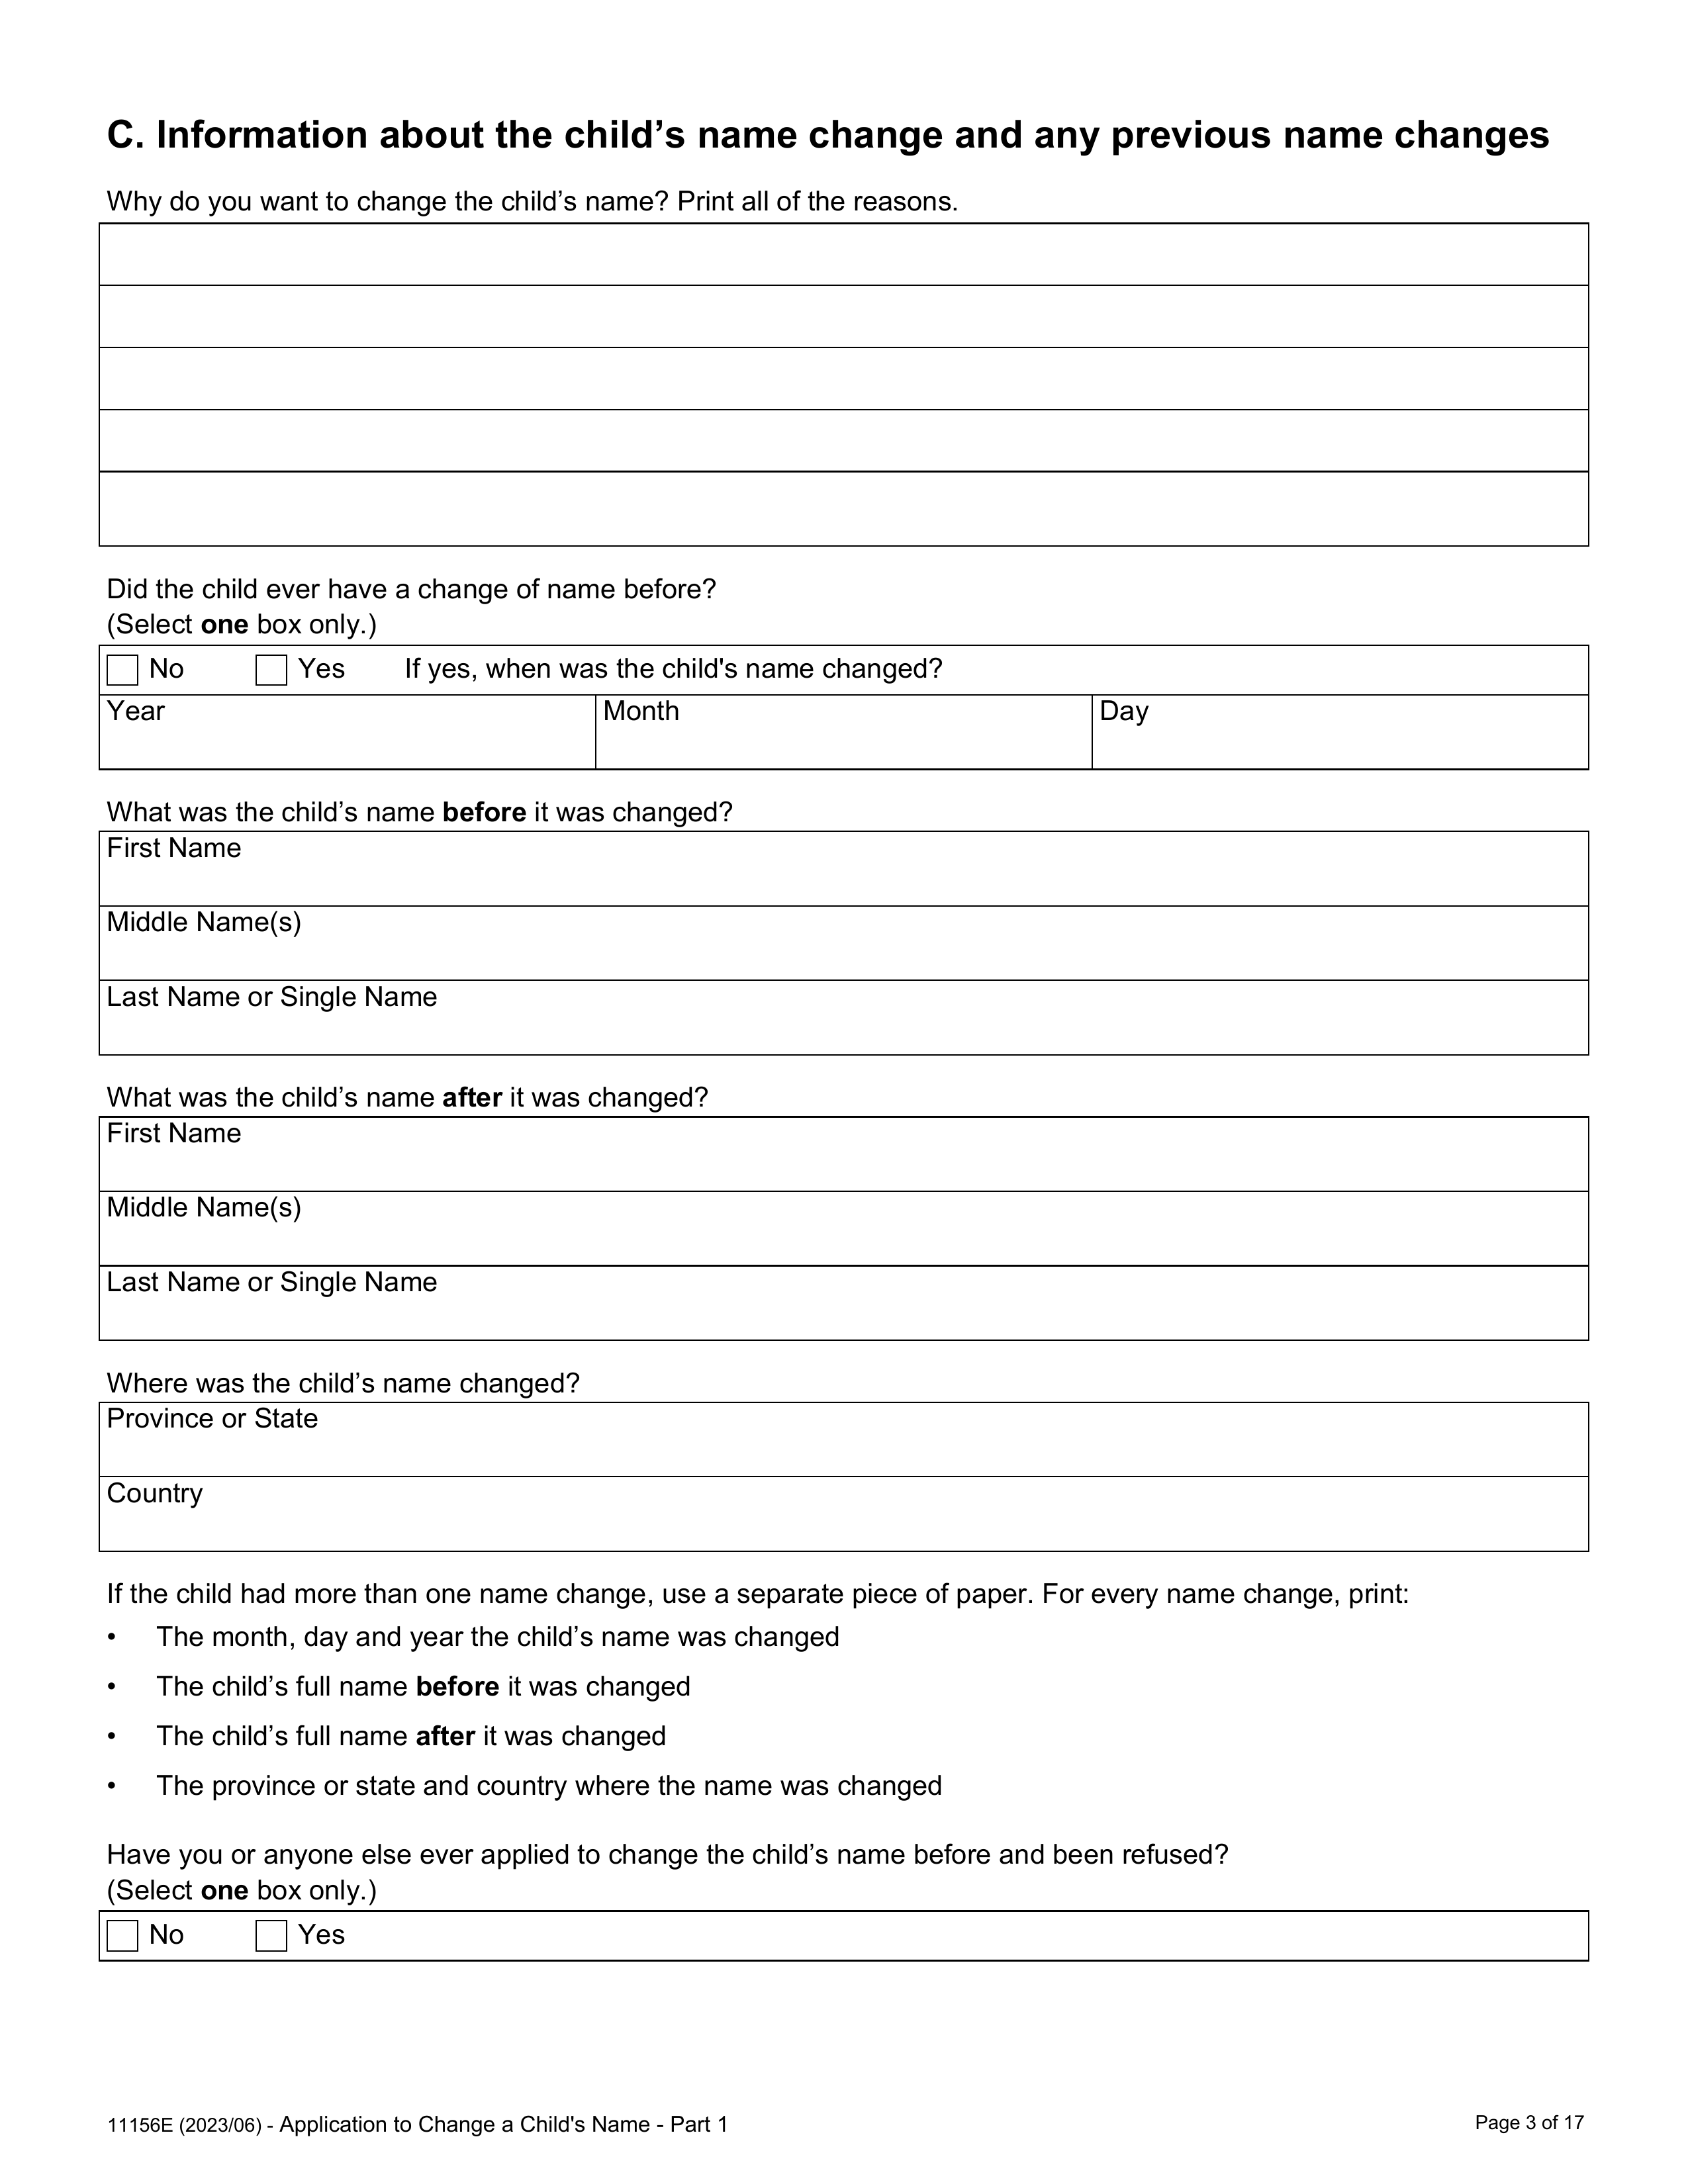 C. Information about the child’s name change and any previous name changes
Why do you want to change the child’s name? Print all of the reasons.
Did the child ever have a change of name before?
(Select one box only.)
No Yes If yes, when was the child's name changed?
Year Month Day
What was the child’s name before it was changed?
First Name
Middle Name(s)
Last Name or Single Name
What was the child’s name after it was changed?
First Name
Middle Name(s)
Last Name or Single Name
Where was the child’s name changed?
Province or State
Country
If the child had more than one name change, use a separate piece of paper. For every name change, print:
• The month, day and year the child’s name was changed
• The child’s full name before it was changed
• The child’s full name after it was changed
• The province or state and country where the name was changed
Have you or anyone else ever applied to change the child’s name before and been refused?
(Select one box only.)
No Yes
11156E (2023/06) - Application to Change a Child's Name - Part 1 Page 3 of 17